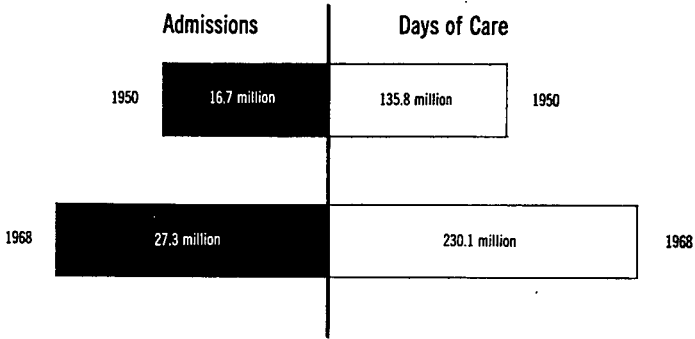 Admissions Days of Care
1950 16.7 million 135.8 million 1950
1968 27.3 million 230.1 million 1968